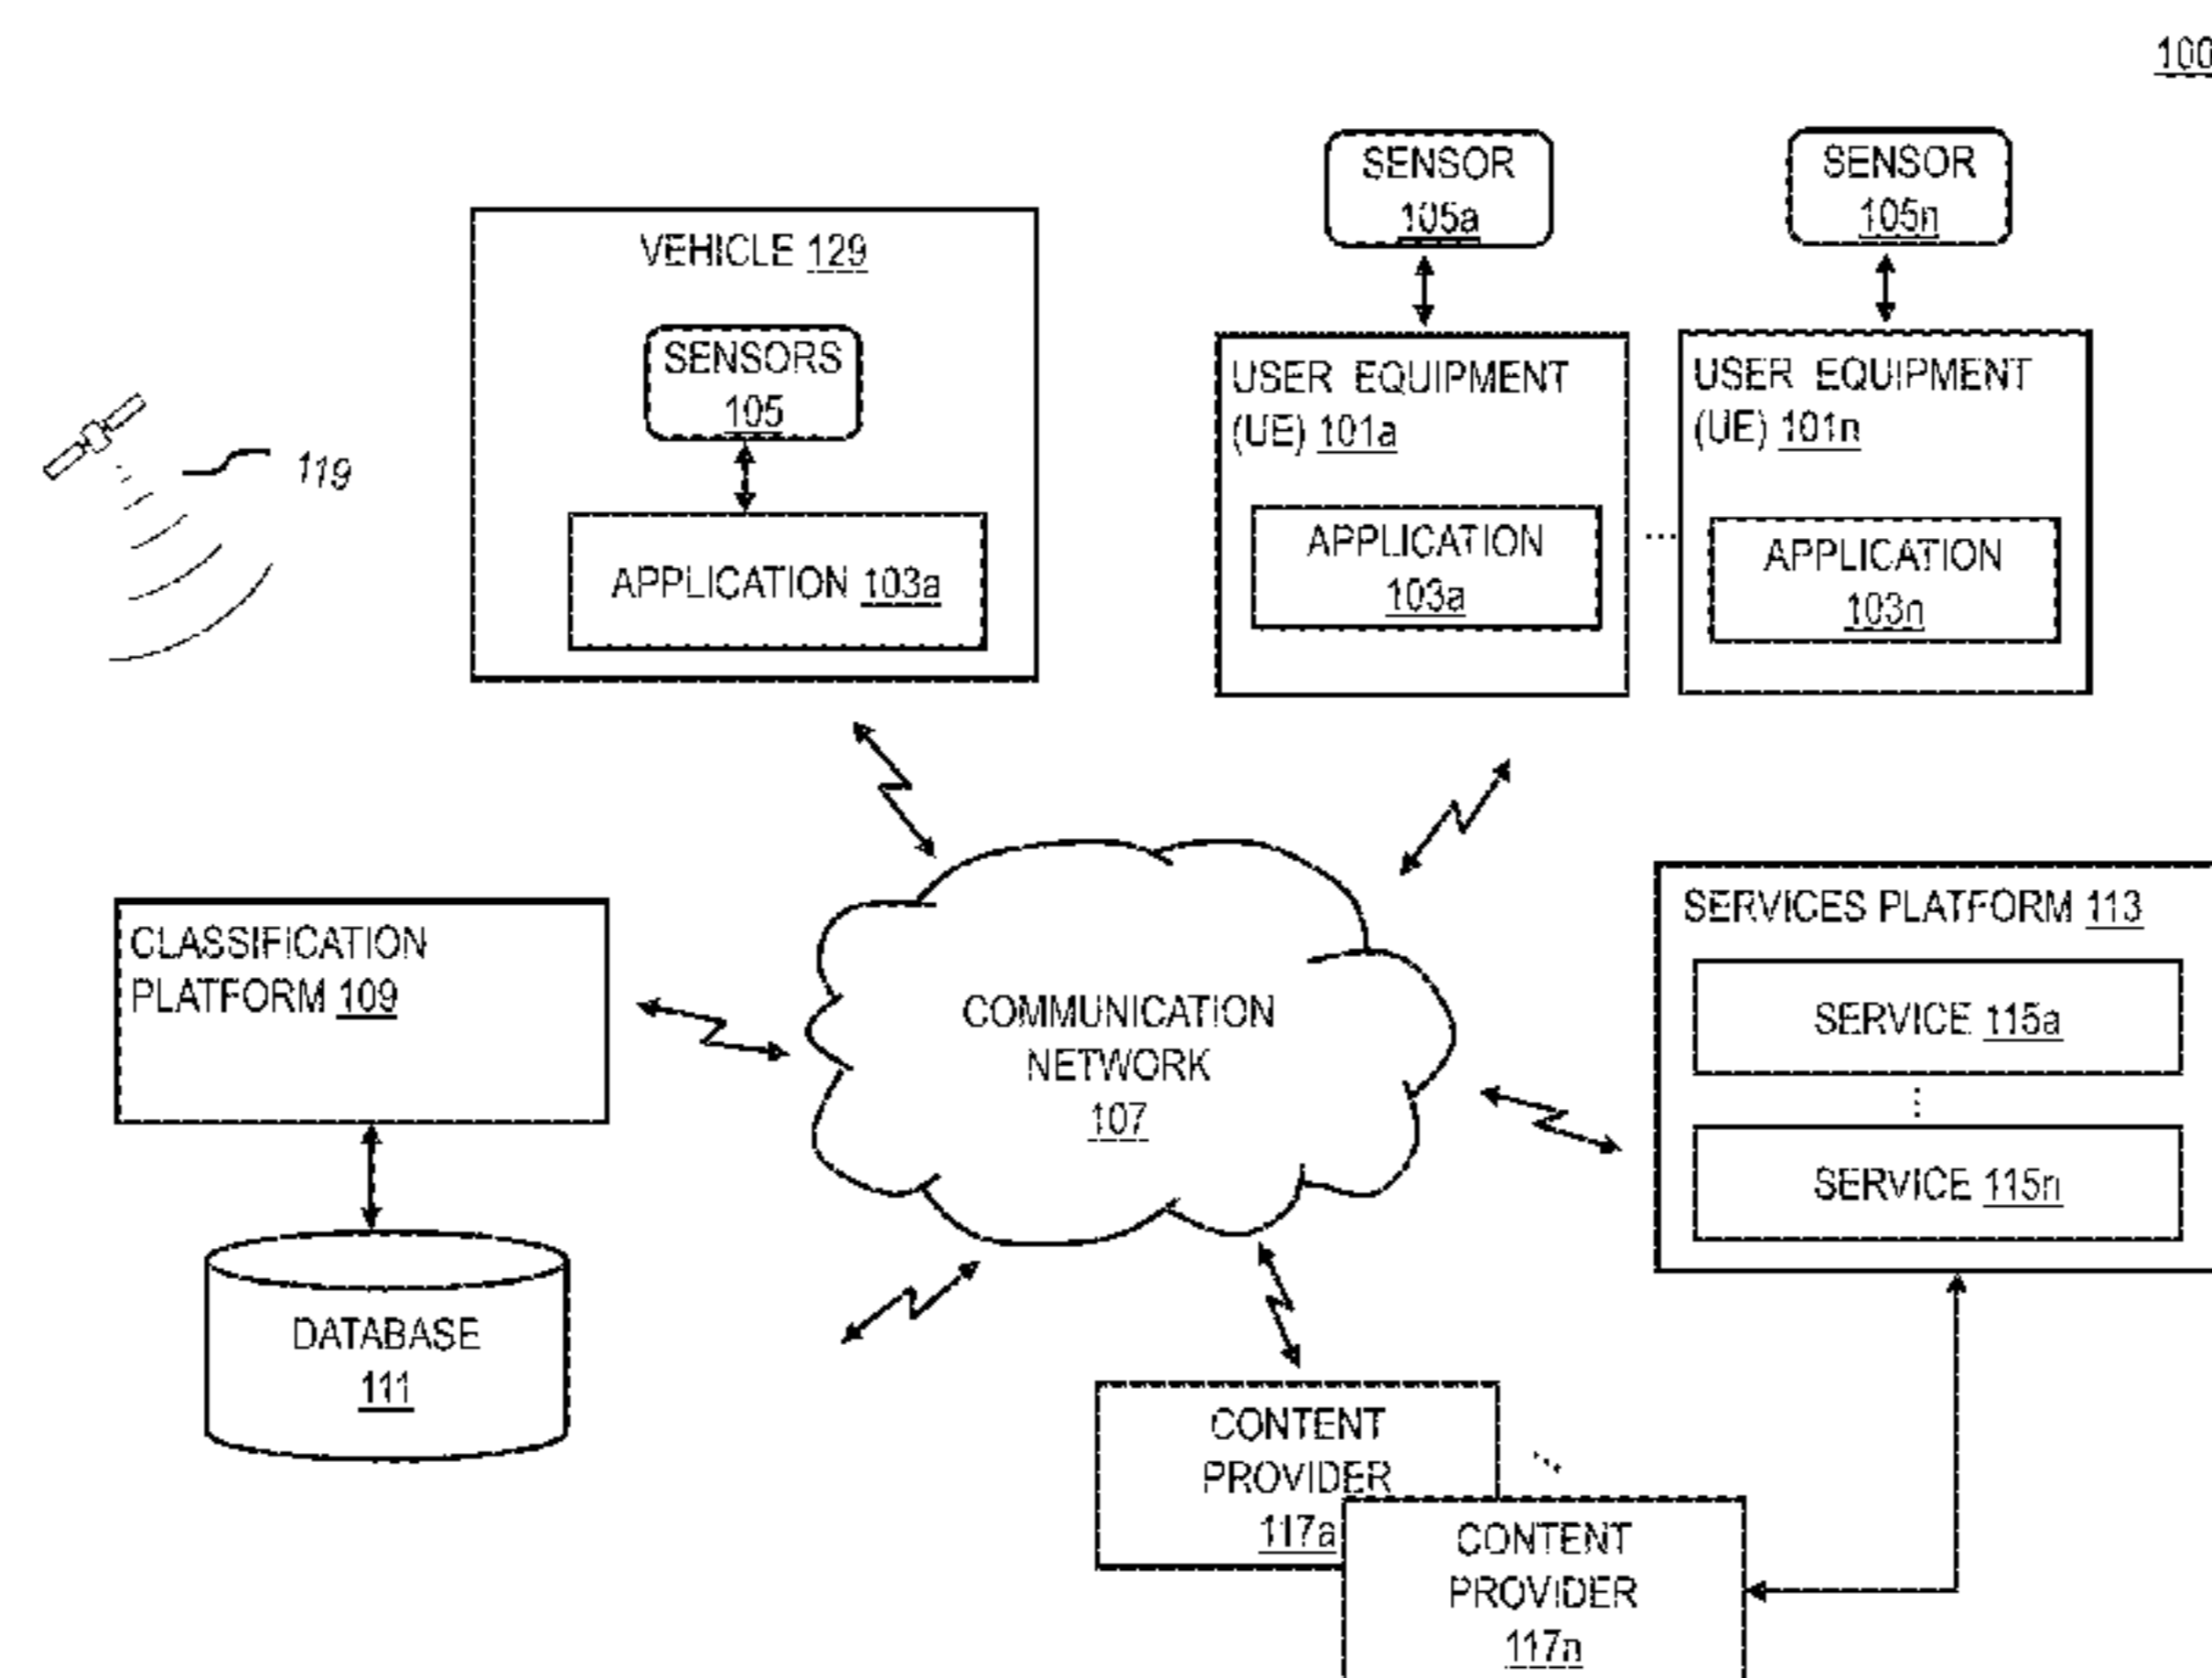 100
SENSOR
105a
SENSOR
105n
VEHICLE 129
SENSORS
105
APPLICATION 103a
119
USER EQUIPMENT
(UE) 101a
APPLICATION
103a
...
USER EQUIPMENT
(UE) 101n
APPLICATION
103n
CLASSIFICATION
PLATFORM 109
DATABASE
111
COMMUNICATION
NETWORK
107
SERVICES PLATFORM 113
SERVICE 115a
...
SERVICE 115n
CONTENT
PROVIDER
117a
...
CONTENT
PROVIDER
117n